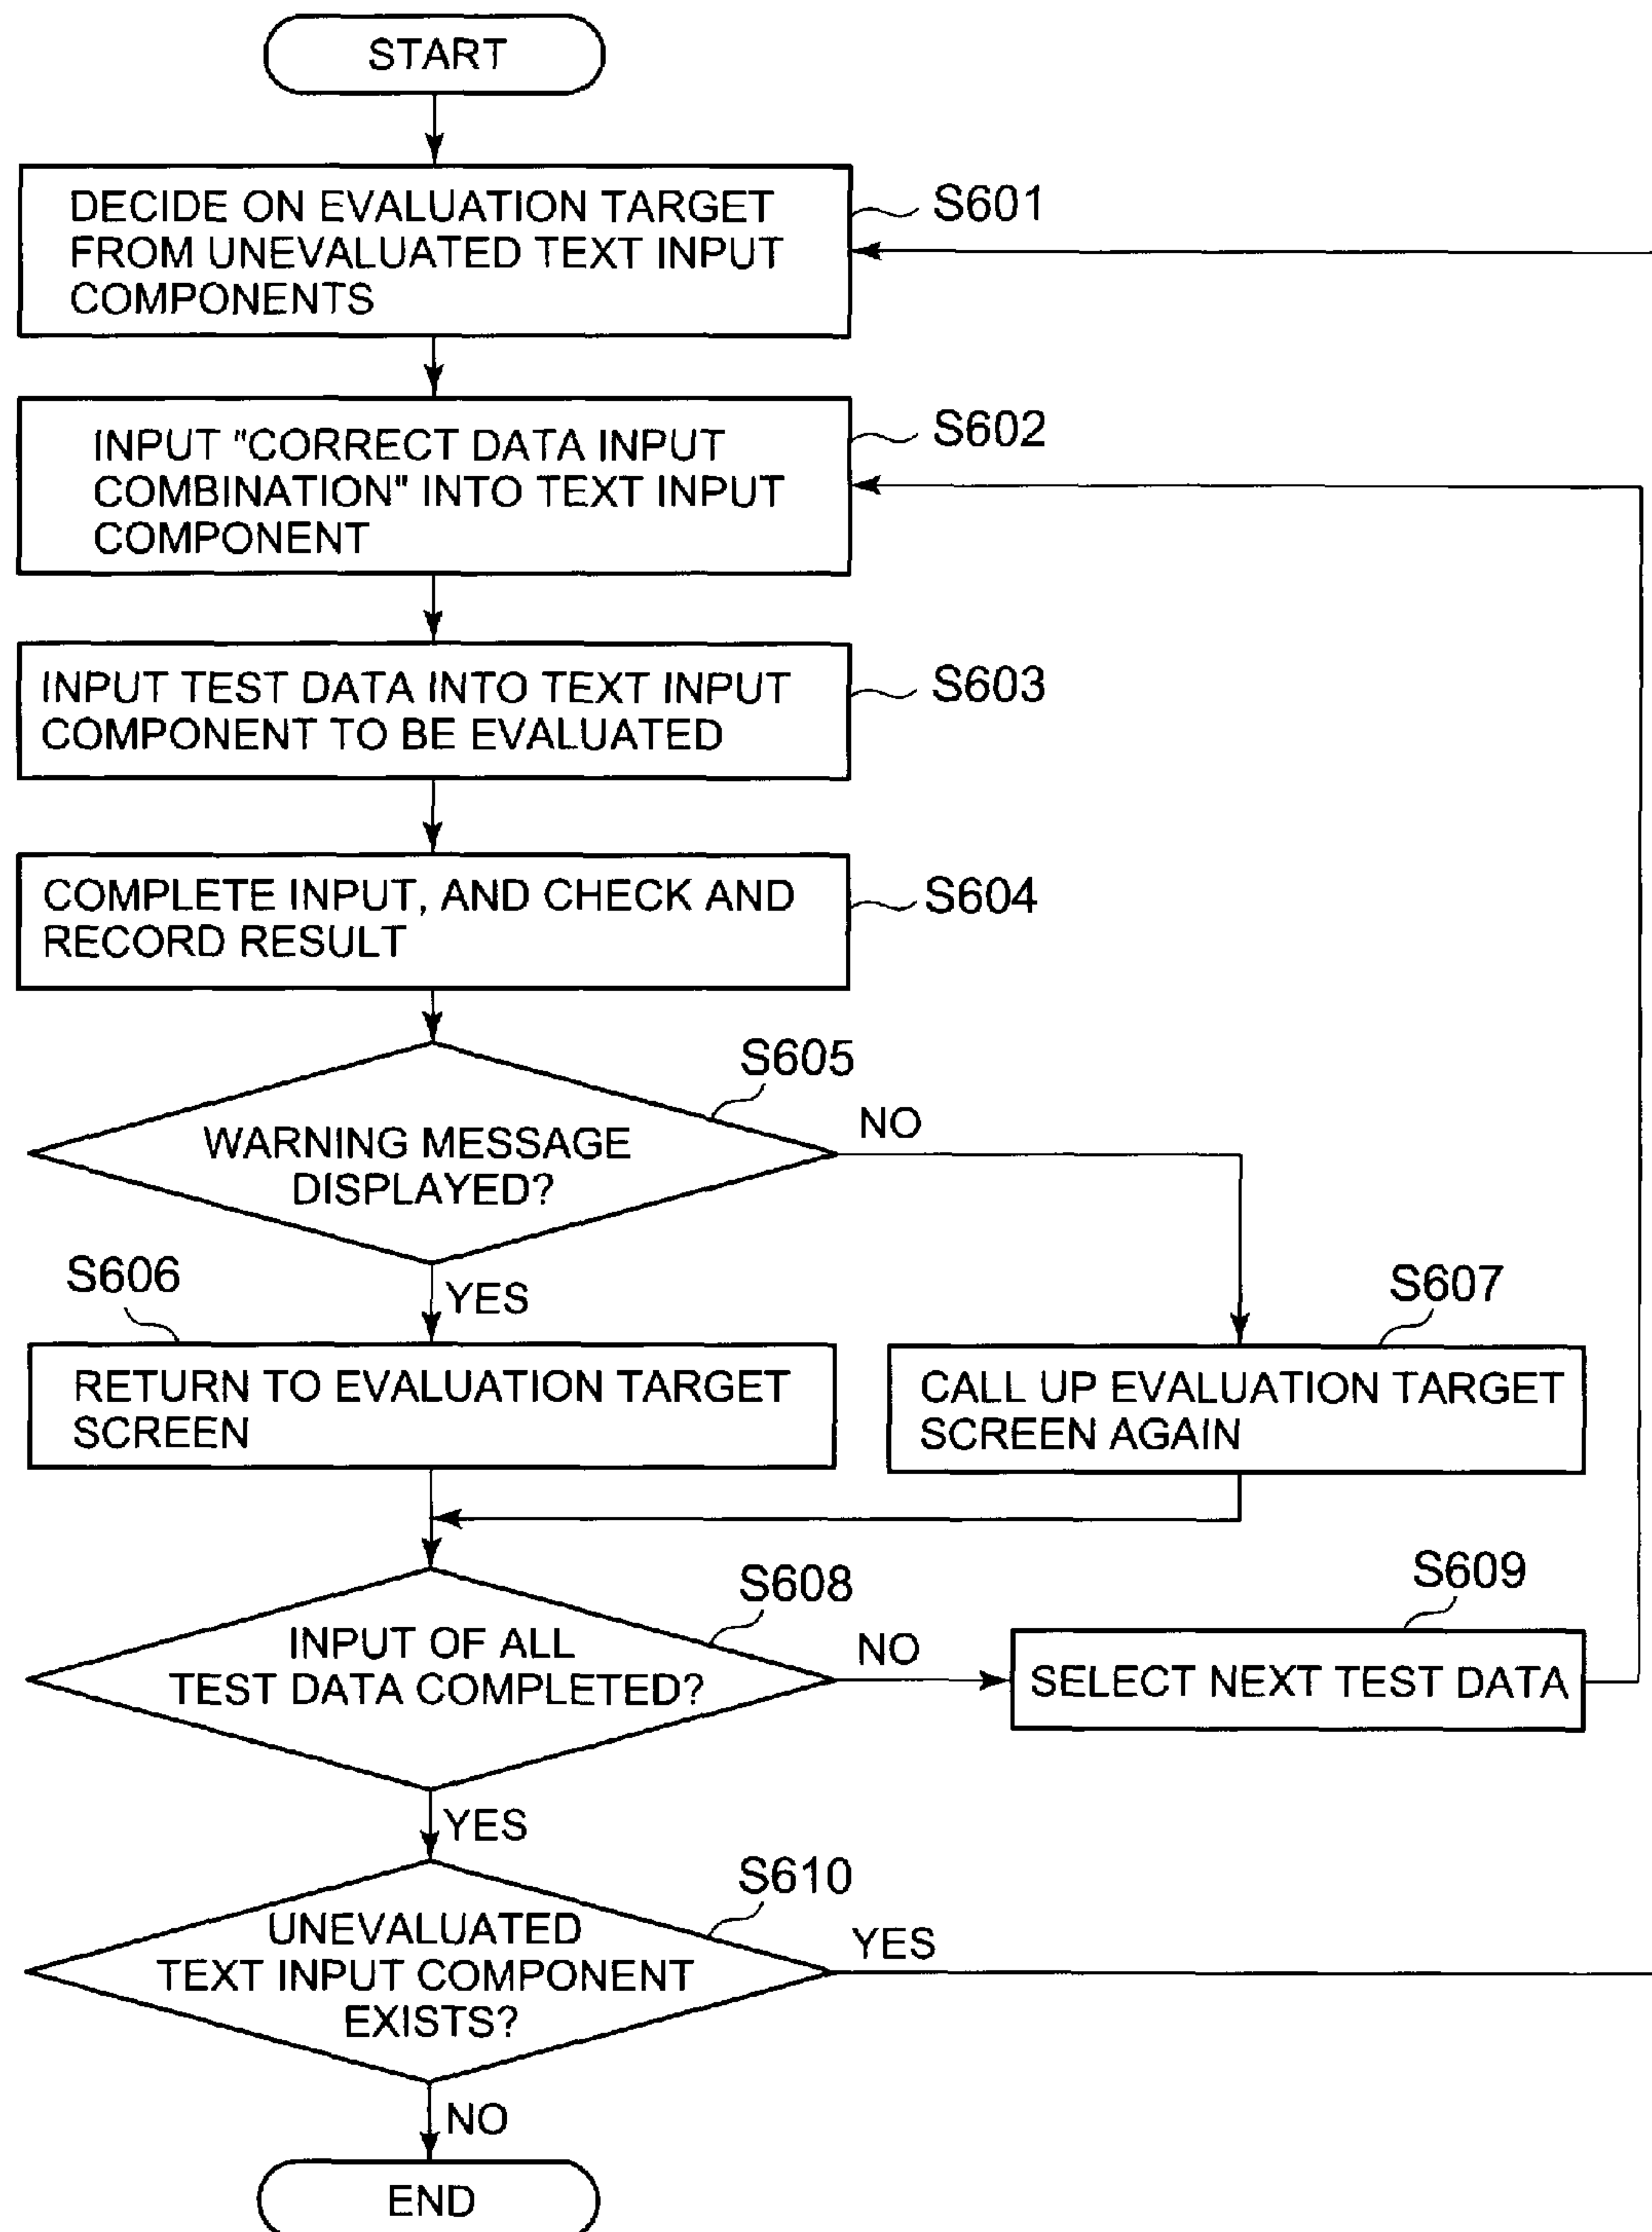 START
DECIDE ON EVALUATION TARGET
FROM UNEVALUATED TEXT INPUT
COMPONENTS
S601
INPUT "CORRECT DATA INPUT
COMBINATION" INTO TEXT INPUT
COMPONENT
S602
INPUT TEST DATA INTO TEXT INPUT
COMPONENT TO BE EVALUATED
S603
COMPLETE INPUT, AND CHECK AND
RECORD RESULT
S604
S605
WARNING MESSAGE
DISPLAYED?
NO
YES
S606
RETURN TO EVALUATION TARGET
SCREEN
S607
CALL UP EVALUATION TARGET
SCREEN AGAIN
S608
INPUT OF ALL
TEST DATA COMPLETED?
NO
S609
SELECT NEXT TEST DATA
YES
S610
UNEVALUATED
TEXT INPUT COMPONENT
EXISTS?
YES
NO
END